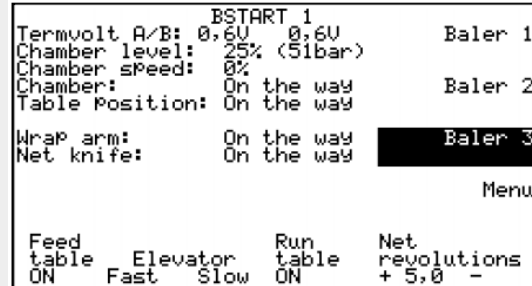 BSTART 1
Termvolt A/B: 0,6V 0,6V Baler 1
Chamber level: 25% (51bar)
Chamber speed: 0%
Chamber: On the way Baler 2
Table position: On the way
Wrap arm: On the way Baler 3
Net knife: On the way
Menu
Feed Run Net
table Elevator table revolutions
ON Fast Slow ON + 5,0 -